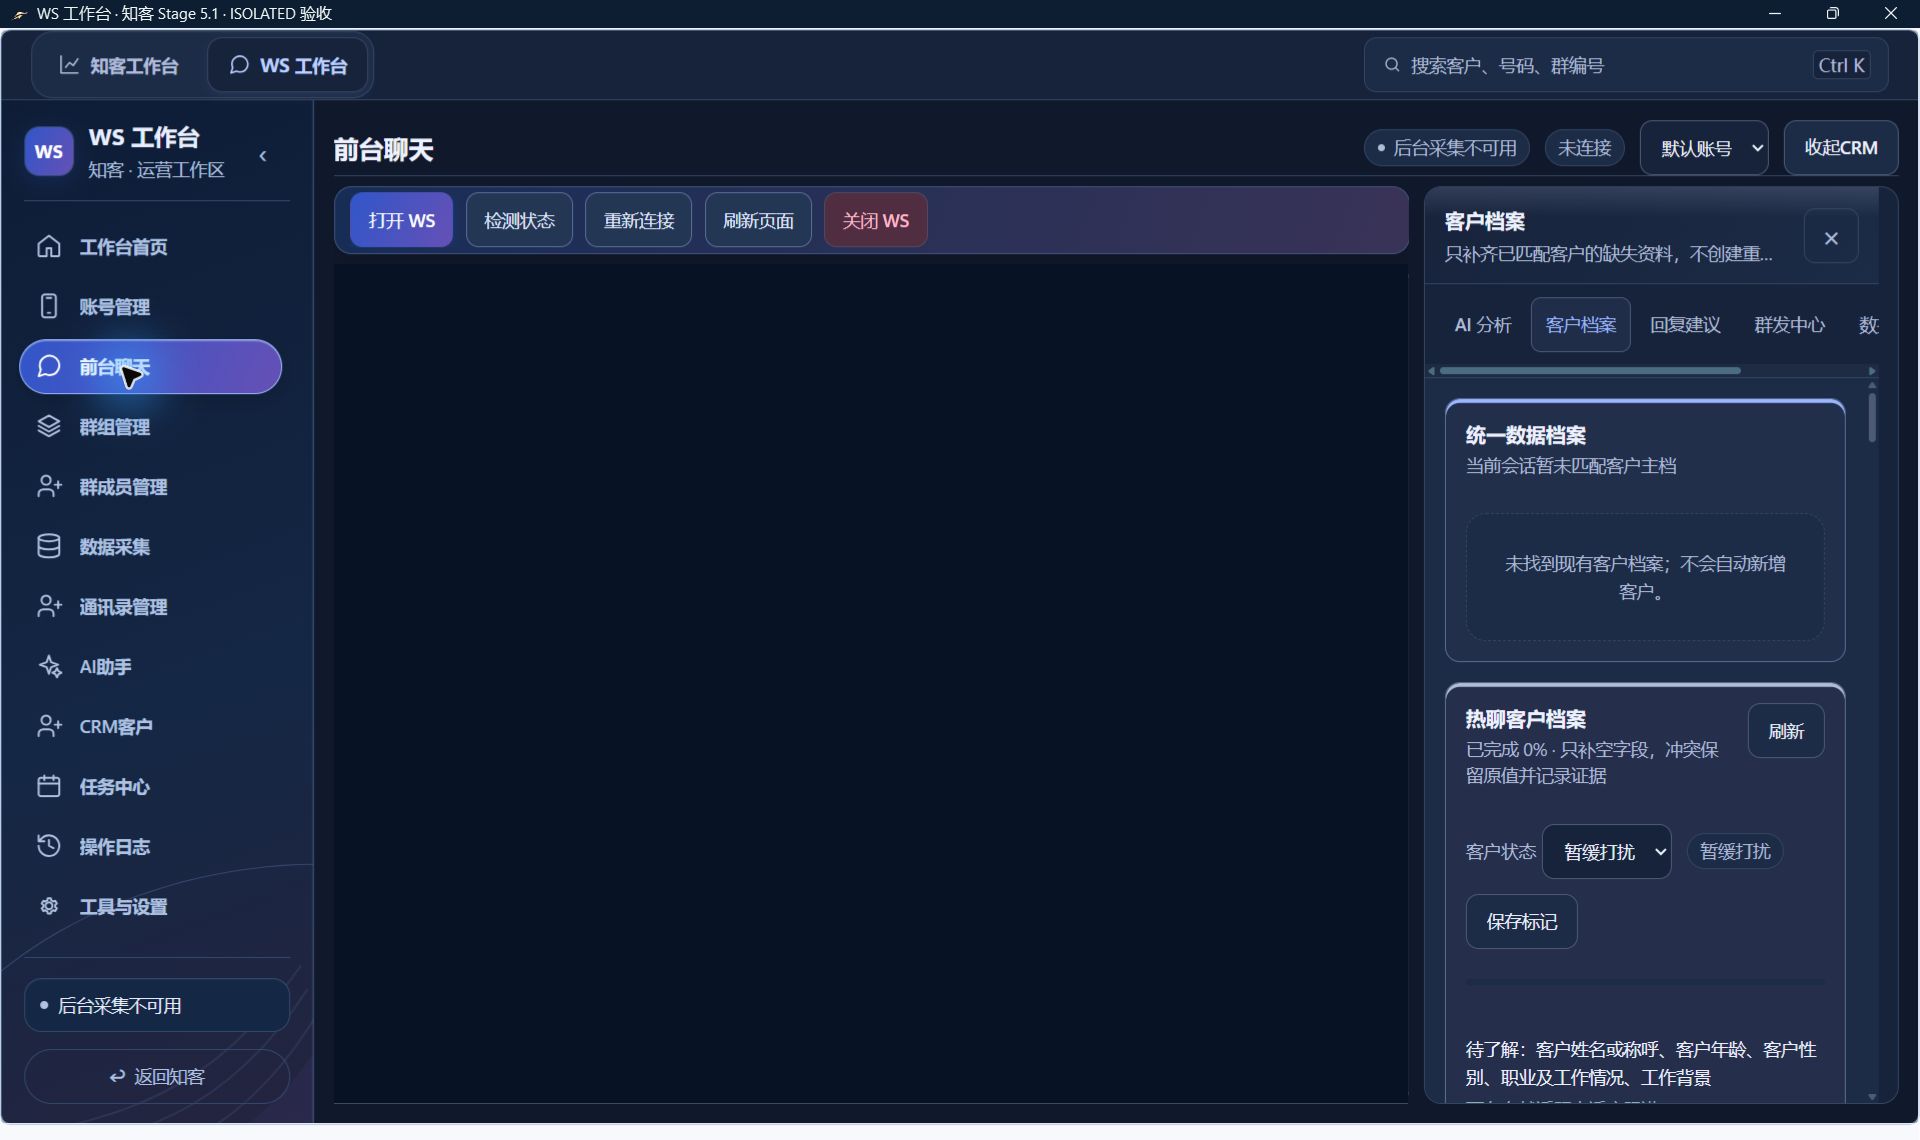 WS 工作台 · 知客 Stage 5.1 · ISOLATED 验收
知客工作台
WS 工作台
搜索客户、号码、群编号
Ctrl K
WS
WS 工作台
知客 · 运营工作区
工作台首页
账号管理
前台聊天
群组管理
群成员管理
数据采集
通讯录管理
AI助手
CRM客户
任务中心
操作日志
工具与设置
后台采集不可用
返回知客
前台聊天
后台采集不可用
未连接
默认账号
收起CRM
打开 WS
检测状态
重新连接
刷新页面
关闭 WS
客户档案
只补齐已匹配客户的缺失资料，不创建重...
AI 分析
客户档案
回复建议
群发中心
统一数据档案
当前会话暂未匹配客户主档
未找到现有客户档案；不会自动新增
客户。
热聊客户档案
刷新
已完成 0% · 只补空字段，冲突保
留原值并记录证据
客户状态
暂缓打扰
暂缓打扰
保存标记
待了解：客户姓名或称呼、客户年龄、客户性
别、职业及工作情况、工作背景